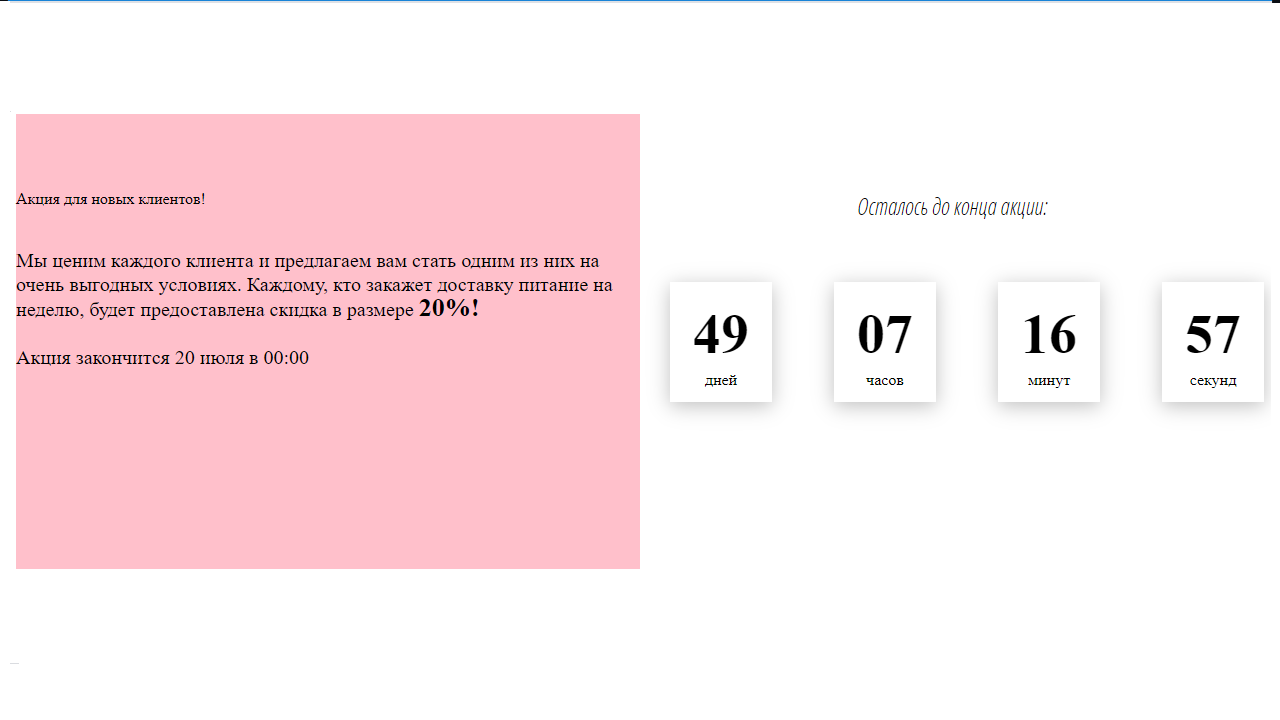 Акция для новых клиентов!
Мы ценим каждого клиента и предлагаем вам стать одним из них на
очень выгодных условиях. Каждому, кто закажет доставку питание на
неделю, будет предоставлена скидка в размере 20%!
Акция закончится 20 июля в 00:00
Осталось до конца акции:
49 07 16 57
дней часов минут секунд